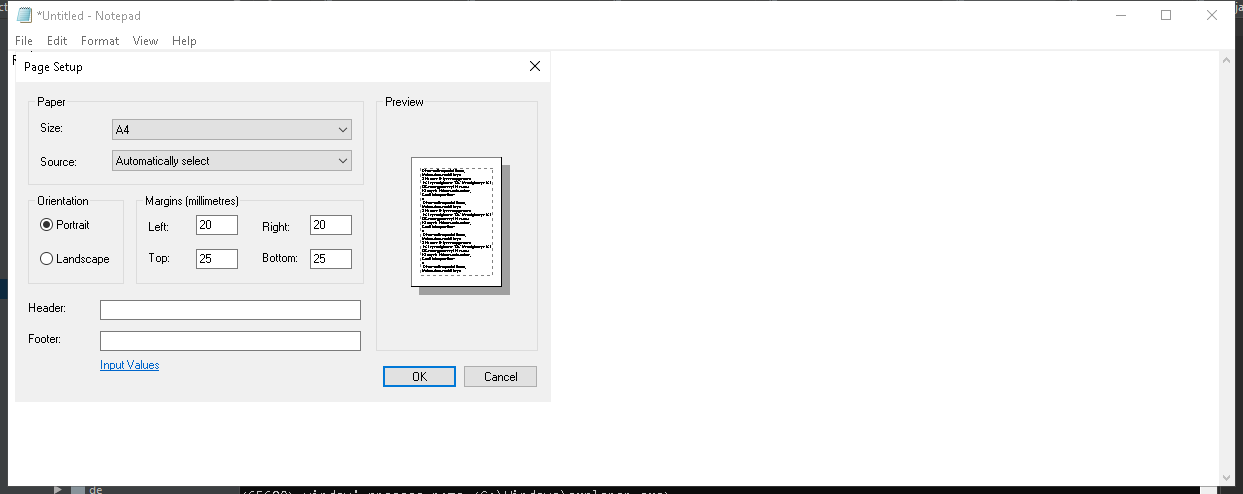 *Untitled - Notepad
File Edit Format View Help
Page Setup
Paper
Size: A4
Source: Automatically select
Preview
Orientation
Portrait
Landscape
Margins (millimetres)
Left: 20 Right: 20
Top: 25 Bottom: 25
Header:
Footer:
Input Values
OK Cancel
de